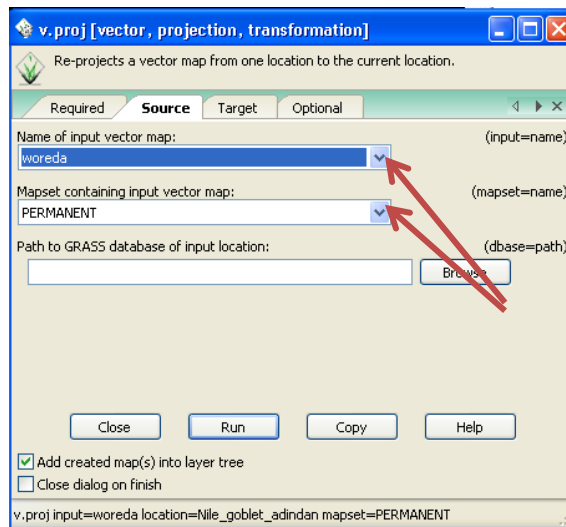 v.proj [vector, projection, transformation]
Re-projects a vector map from one location to the current location.
Required Source Target Optional
Name of input vector map: (input=name)
woreda
Mapset containing input vector map: (mapset=name)
PERMANENT
Path to GRASS database of input location: (dbase=path)
Browse
Close Run Copy Help
Add created map(s) into layer tree
Close dialog on finish
v.proj input=woreda location=Nile_goblet_adindan mapset=PERMANENT